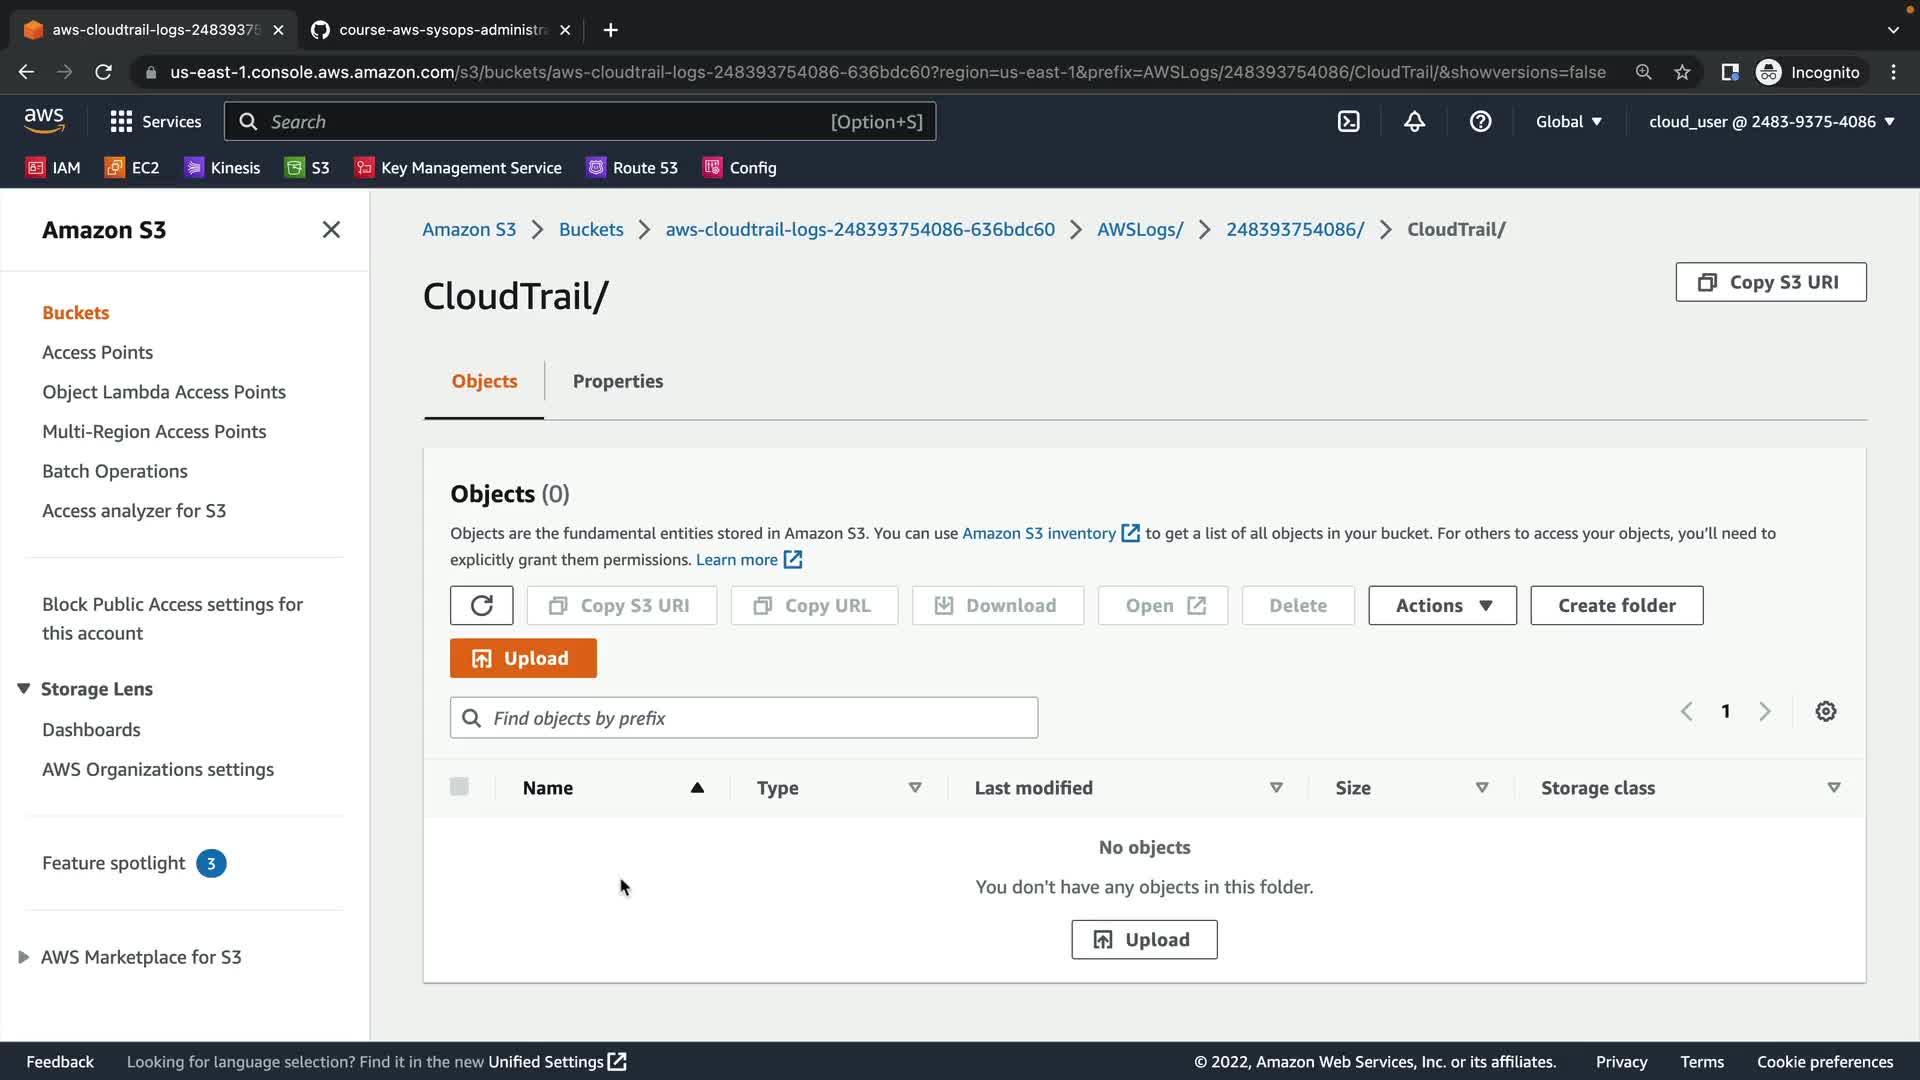 aws-cloudtrail-logs-24839375
course-aws-sysops-administra
us-east-1.console.aws.amazon.com/s3/buckets/aws-cloudtrail-logs-248393754086-636bdc60?region=us-east-1&prefix=AWSLogs/248393754086/CloudTrail/&showversions=false
Incognito
aws
Services
Search
[Option+S]
Global
cloud_user @ 2483-9375-4086
IAM
EC2
Kinesis
S3
Key Management Service
Route 53
Config
Amazon S3
Buckets
Access Points
Object Lambda Access Points
Multi-Region Access Points
Batch Operations
Access analyzer for S3
Block Public Access settings for
this account
Storage Lens
Dashboards
AWS Organizations settings
Feature spotlight 3
AWS Marketplace for S3
Amazon S3 > Buckets > aws-cloudtrail-logs-248393754086-636bdc60 > AWSLogs/ > 248393754086/ > CloudTrail/
CloudTrail/
Copy S3 URI
Objects
Properties
Objects (0)
Objects are the fundamental entities stored in Amazon S3. You can use Amazon S3 inventory to get a list of all objects in your bucket. For others to access your objects, you'll need to
explicitly grant them permissions. Learn more
Copy S3 URI
Copy URL
Download
Open
Delete
Actions
Create folder
Upload
Find objects by prefix
1
Name
Type
Last modified
Size
Storage class
No objects
You don't have any objects in this folder.
Upload
Feedback
Looking for language selection? Find it in the new Unified Settings
© 2022, Amazon Web Services, Inc. or its affiliates.
Privacy
Terms
Cookie preferences